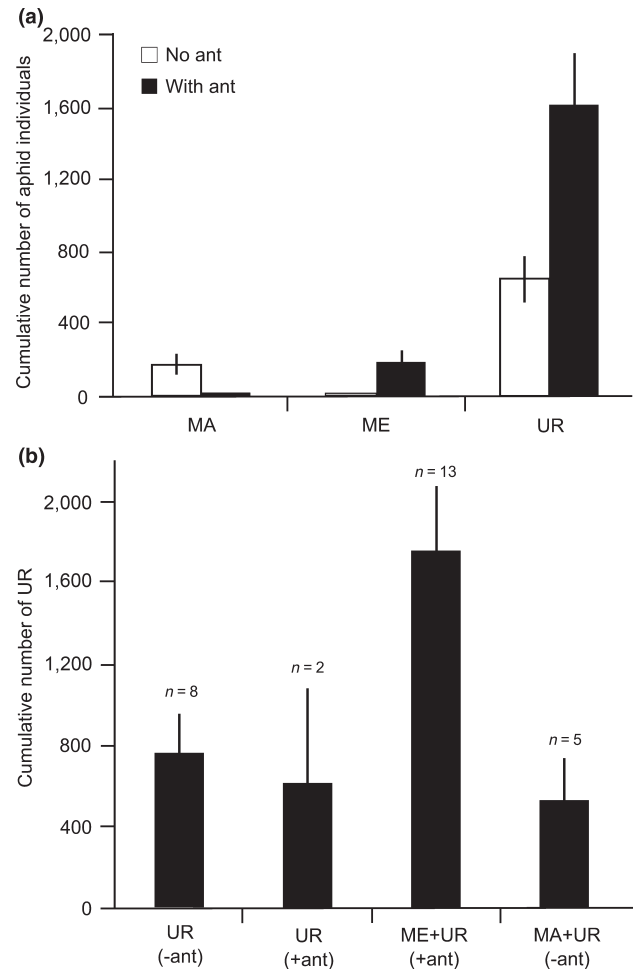 (a)
2,000
1,600
1,200
800
400
0
Cumulative number of aphid individuals
No ant
With ant
MA
ME
UR
(b)
2,000
1,600
1,200
800
400
0
Cumulative number of UR
n = 8
n = 2
n = 13
n = 5
UR
(-ant)
UR
(+ant)
ME+UR
(+ant)
MA+UR
(-ant)